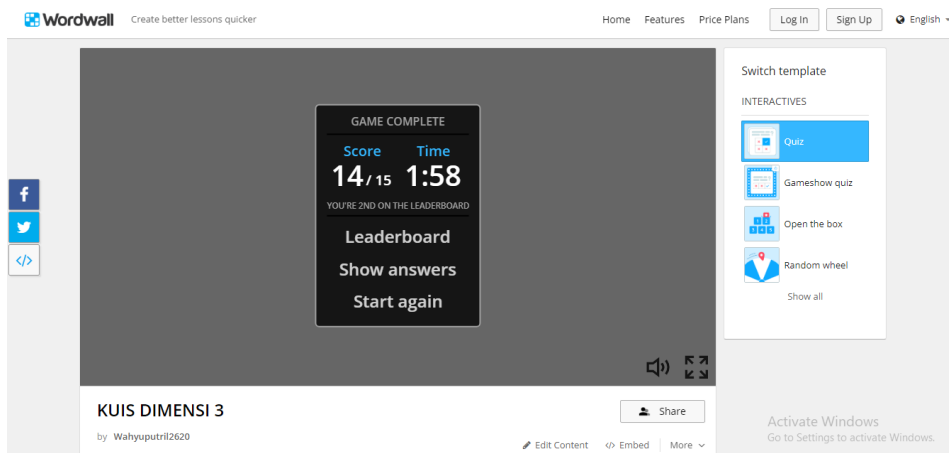 Wordwall Create better lessons quicker Home Features Price Plans Log In Sign Up English
GAME COMPLETE
Score Time
14 / 15 1:58
YOU'RE 2ND ON THE LEADERBOARD
Leaderboard
Show answers
Start again
Switch template
INTERACTIVES
Quiz
Gameshow quiz
Open the box
Random wheel
Show all
KUIS DIMENSI 3
Share
by Wahyuputril2620
Edit Content </> Embed More
Activate Windows
Go to Settings to activate Windows.